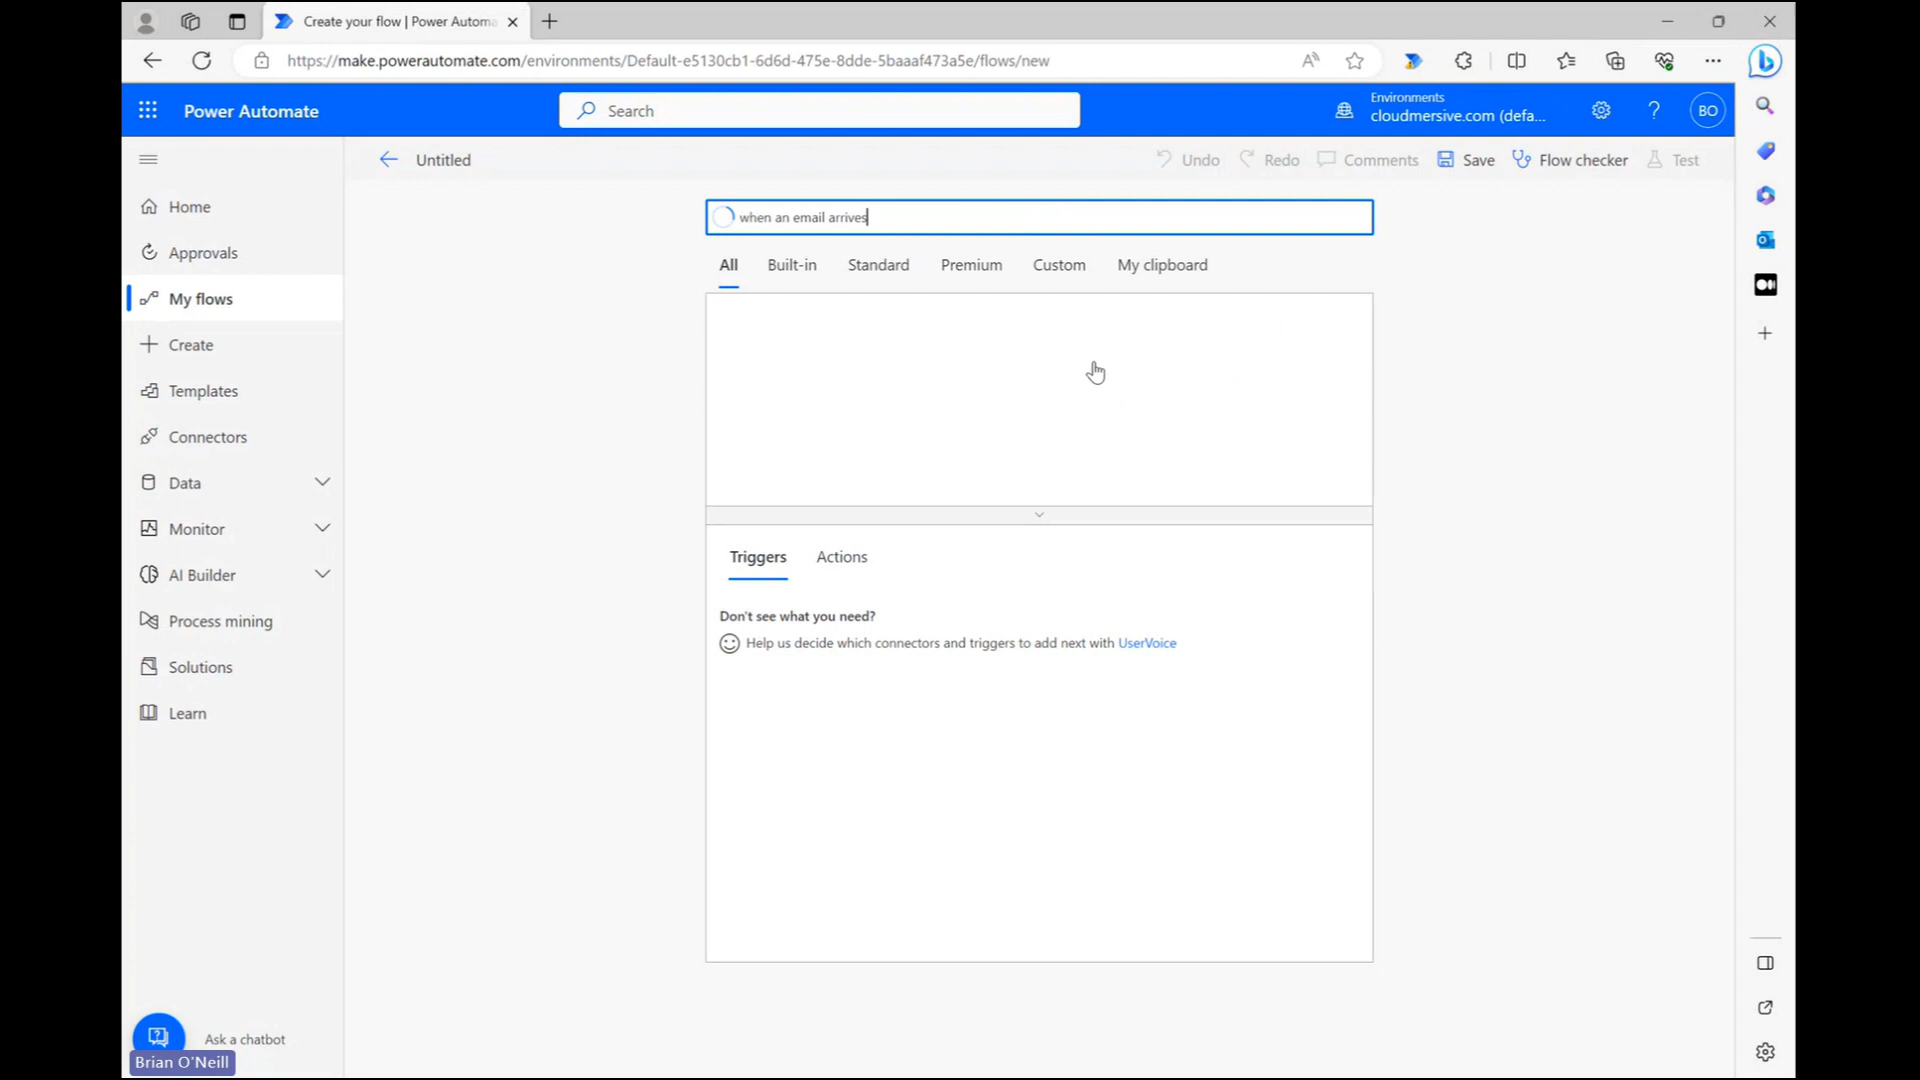 Create your flow | Power Automa
https://make.powerautomate.com/environments/Default-e5130cb1-6d6d-475e-8dde-5baaaf473a5e/flows/new
Power Automate
Search
Environments
cloudmersive.com (defa...
BO
Untitled
Undo
Redo
Comments
Save
Flow checker
Test
Home
Approvals
My flows
Create
Templates
Connectors
Data
Monitor
AI Builder
Process mining
Solutions
Learn
when an email arrives
All
Built-in
Standard
Premium
Custom
My clipboard
Triggers
Actions
Don't see what you need?
Help us decide which connectors and triggers to add next with UserVoice
Ask a chatbot
Brian O'Neill